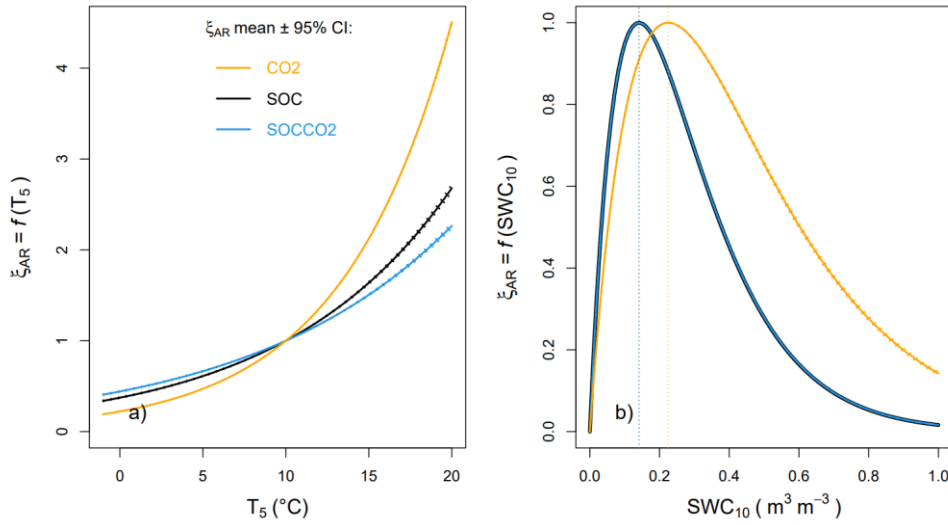 ξAR mean ± 95% CI:
CO2
SOC
SOCCO2
ξAR = f (T5)
0
1
2
3
4
0
5
10
15
20
T5 (°C)
a)
ξAR = f (SWC10)
0.0
0.2
0.4
0.6
0.8
1.0
0.0
0.2
0.4
0.6
0.8
1.0
SWC10 ( m³ m⁻³ )
b)